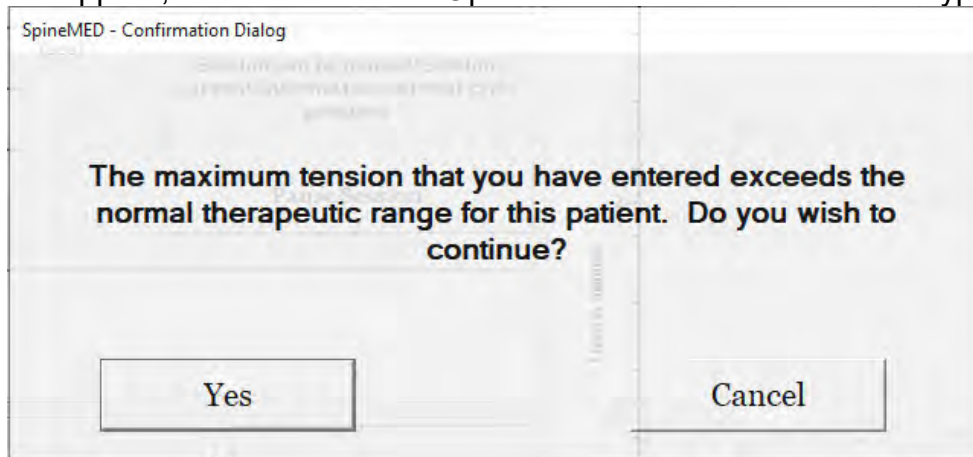 SpineMED - Confirmation Dialog
The maximum tension that you have entered exceeds the
normal therapeutic range for this patient.  Do you wish to
continue?
Yes
Cancel